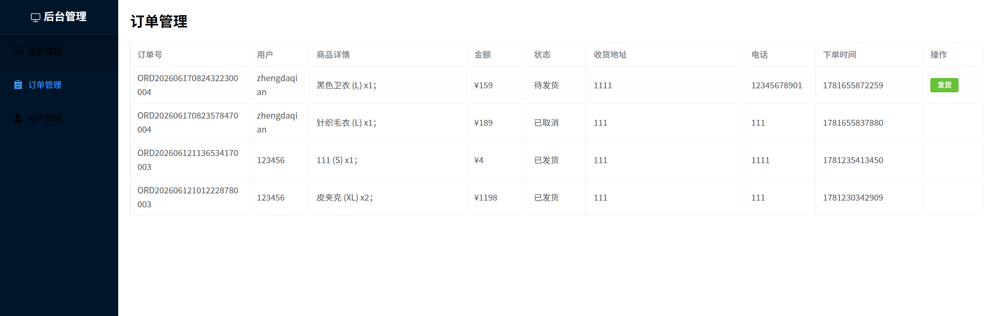 后台管理
服装管理
订单管理
用户管理
订单管理
订单号 用户 商品详情 金额 状态 收货地址 电话 下单时间 操作
ORD202606170824322300004 zhengdaqian 黑色卫衣 (L) x1； ¥159 待发货 1111 12345678901 1781655872259 发货
ORD202606170823578470004 zhengdaqian 针织毛衣 (L) x1； ¥189 已取消 111 111 1781655837880
ORD202606121136534170003 123456 111 (S) x1； ¥4 已发货 111 1111 1781235413450
ORD202606121012228780003 123456 皮夹克 (XL) x2； ¥1198 已发货 111 111 1781230342909